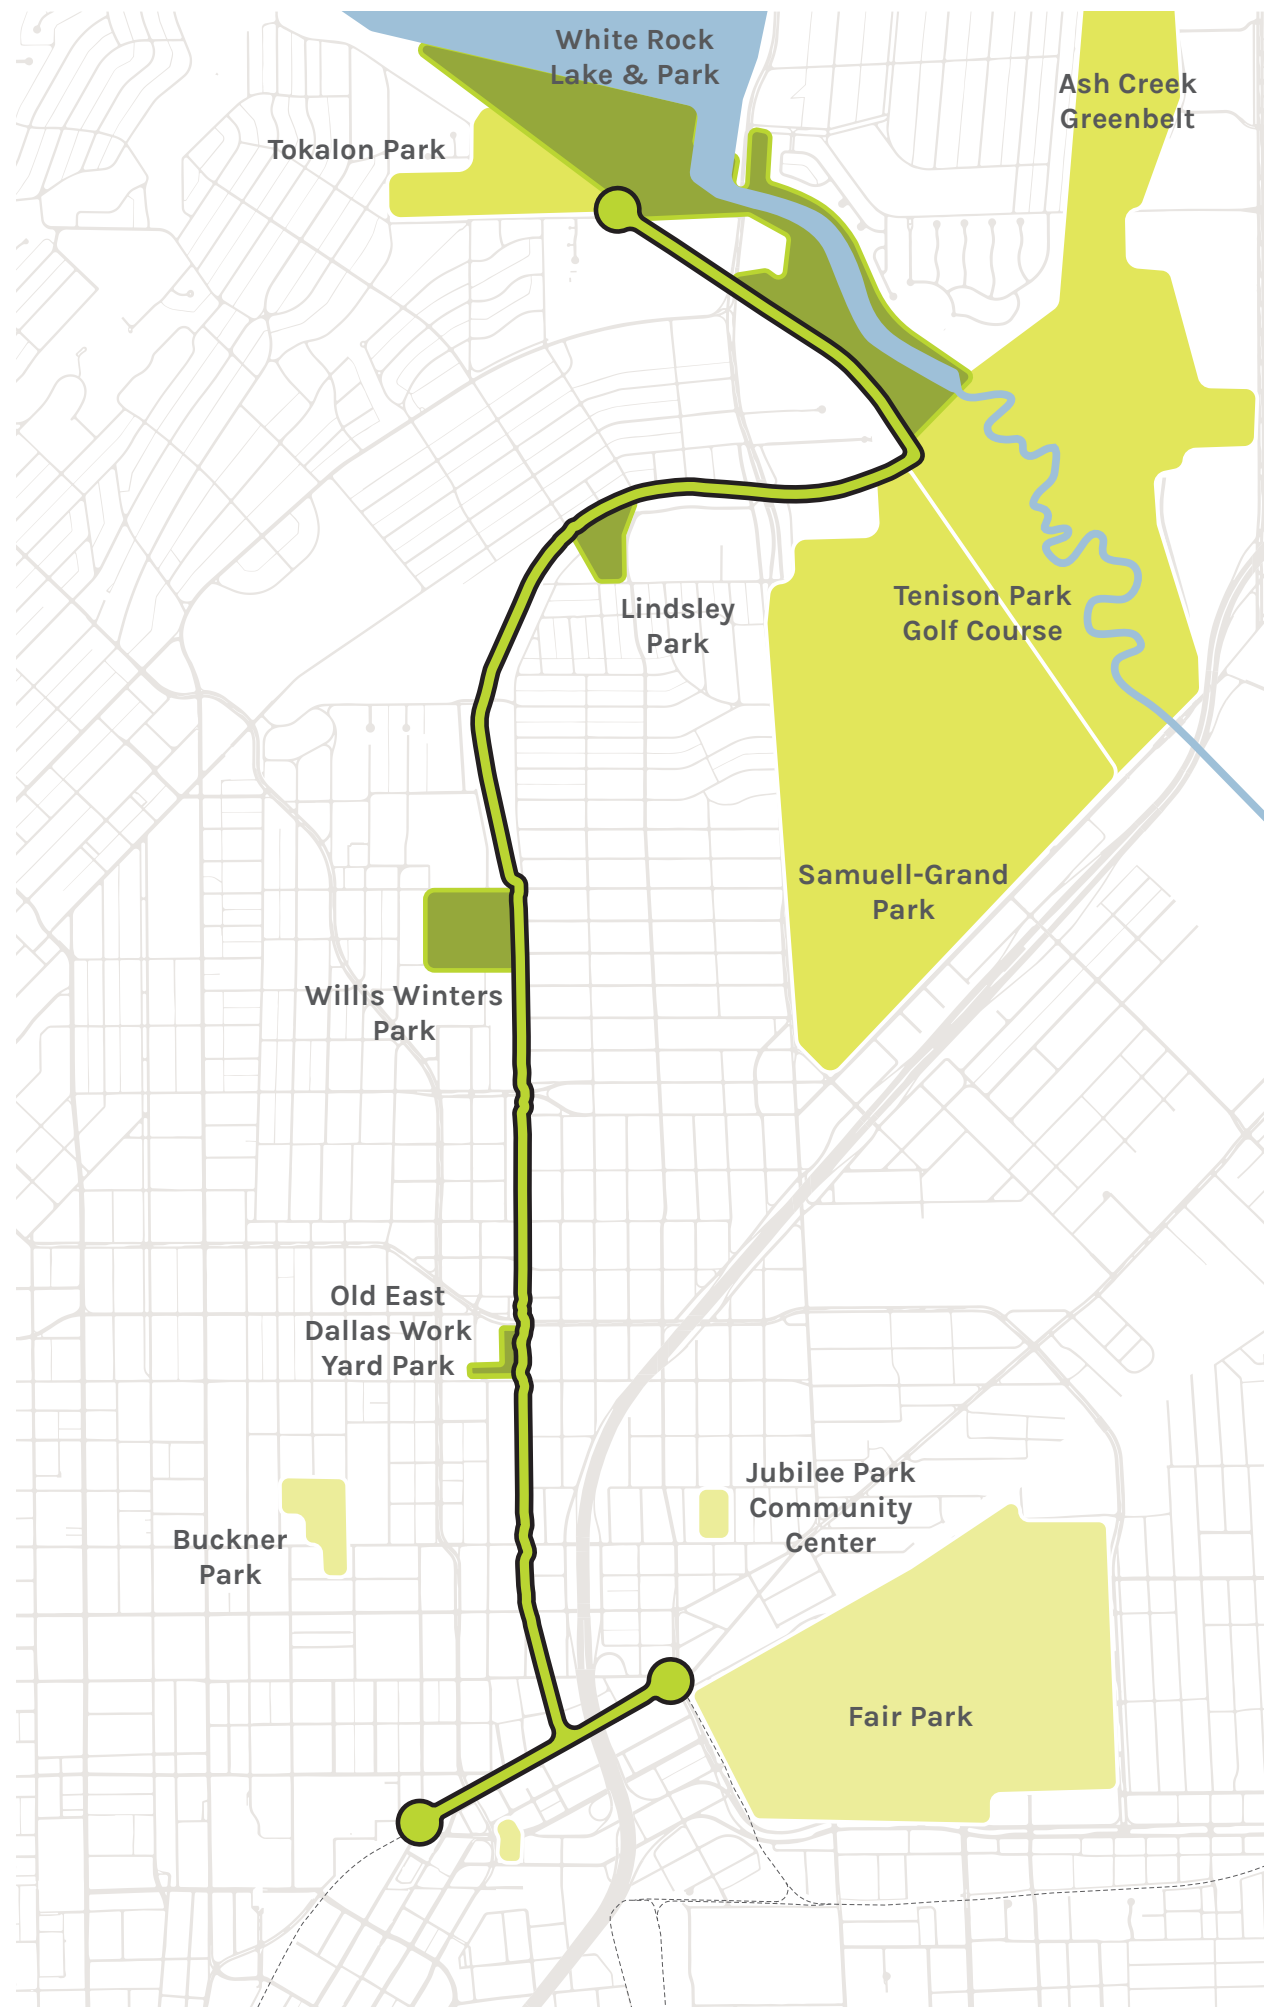 White Rock
Lake & Park
Ash Creek
Greenbelt
Tokalon Park
Lindsley
Park
Tenison Park
Golf Course
Samuell-Grand
Park
Willis Winters
Park
Old East
Dallas Work
Yard Park
Jubilee Park
Community
Center
Buckner
Park
Fair Park